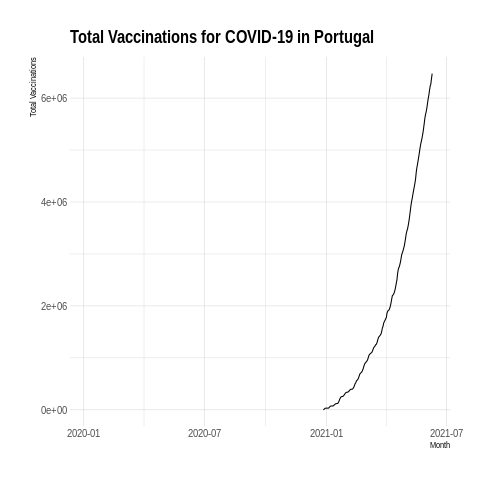 Total Vaccinations for COVID-19 in Portugal
Total Vaccinations
6e+06
4e+06
2e+06
0e+00
2020-01 2020-07 2021-01 2021-07
Month